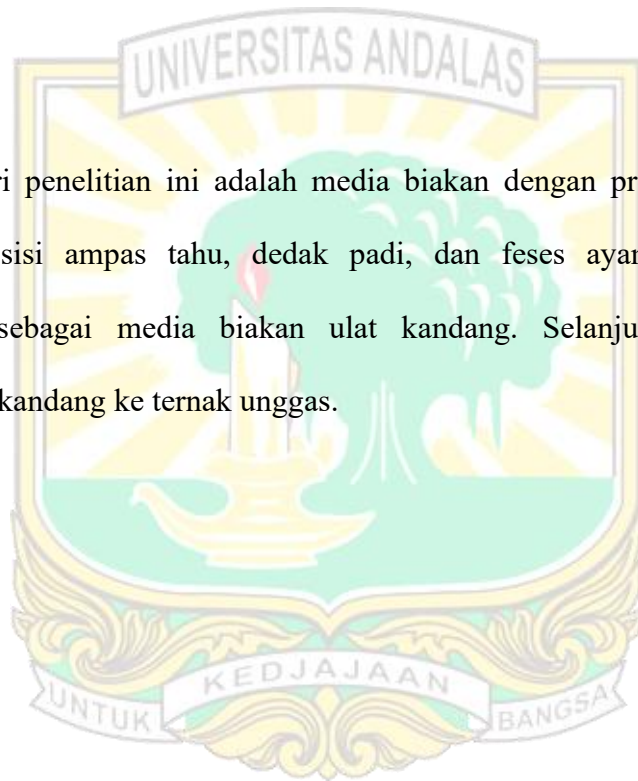 UNIVERSITAS ANDALAS
ri penelitian ini adalah media biakan dengan pr
sisi ampas tahu, dedak padi, dan feses ayar
sebagai media biakan ulat kandang. Selanju
kandang ke ternak unggas.
UNTUK KEDJAJAAN BANGSA